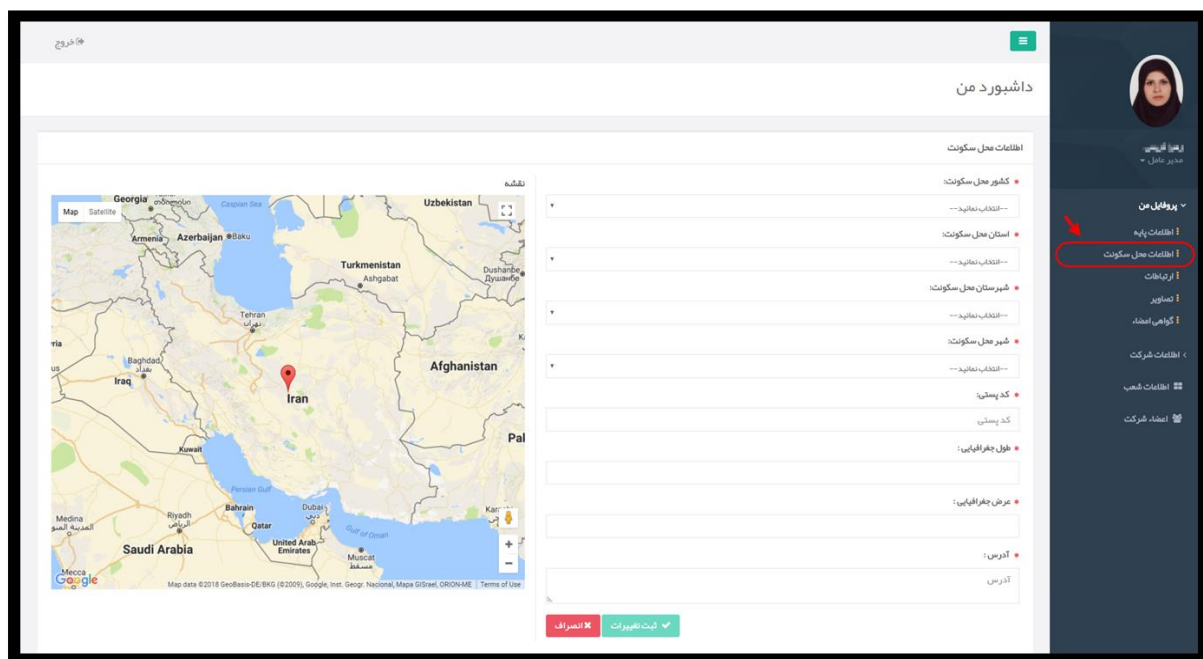 خروج
داشبورد من
مدیر عامل
پروفایل من
اطلاعات پایه
اطلاعات محل سکونت
ارتباطات
تصاویر
گواهی امضاء
اطلاعات شرکت
اطلاعات شعب
اعضاء شرکت
اطلاعات محل سکونت
کشور محل سکونت:
--انتخاب نمائید--
استان محل سکونت:
--انتخاب نمائید--
شهرستان محل سکونت:
--انتخاب نمائید--
شهر محل سکونت:
--انتخاب نمائید--
کد پستی:
کد پستی
طول جغرافیایی :
عرض جغرافیایی :
آدرس :
آدرس
ثبت تغییرات
انصراف
نقشه
Map Satellite
Georgia
Caspian Sea
Uzbekistan
Armenia
Azerbaijan
Baku
Turkmenistan
Ashgabat
Dushanbe
Душанбе
Tehran
تهران
Baghdad
بغداد
Iraq
Iran
Afghanistan
Kuwait
Persian Gulf
Bahrain
Dubai
دبي
Riyadh
الرياض
Qatar
Gulf of Oman
Medina
United Arab
Emirates
Saudi Arabia
Muscat
مسقط
Mecca
Google
Map data ©2018 GeoBasis-DE/BKG (©2009), Google, Inst. Geogr. Nacional, Mapa GISrael, ORION-ME
Terms of Use